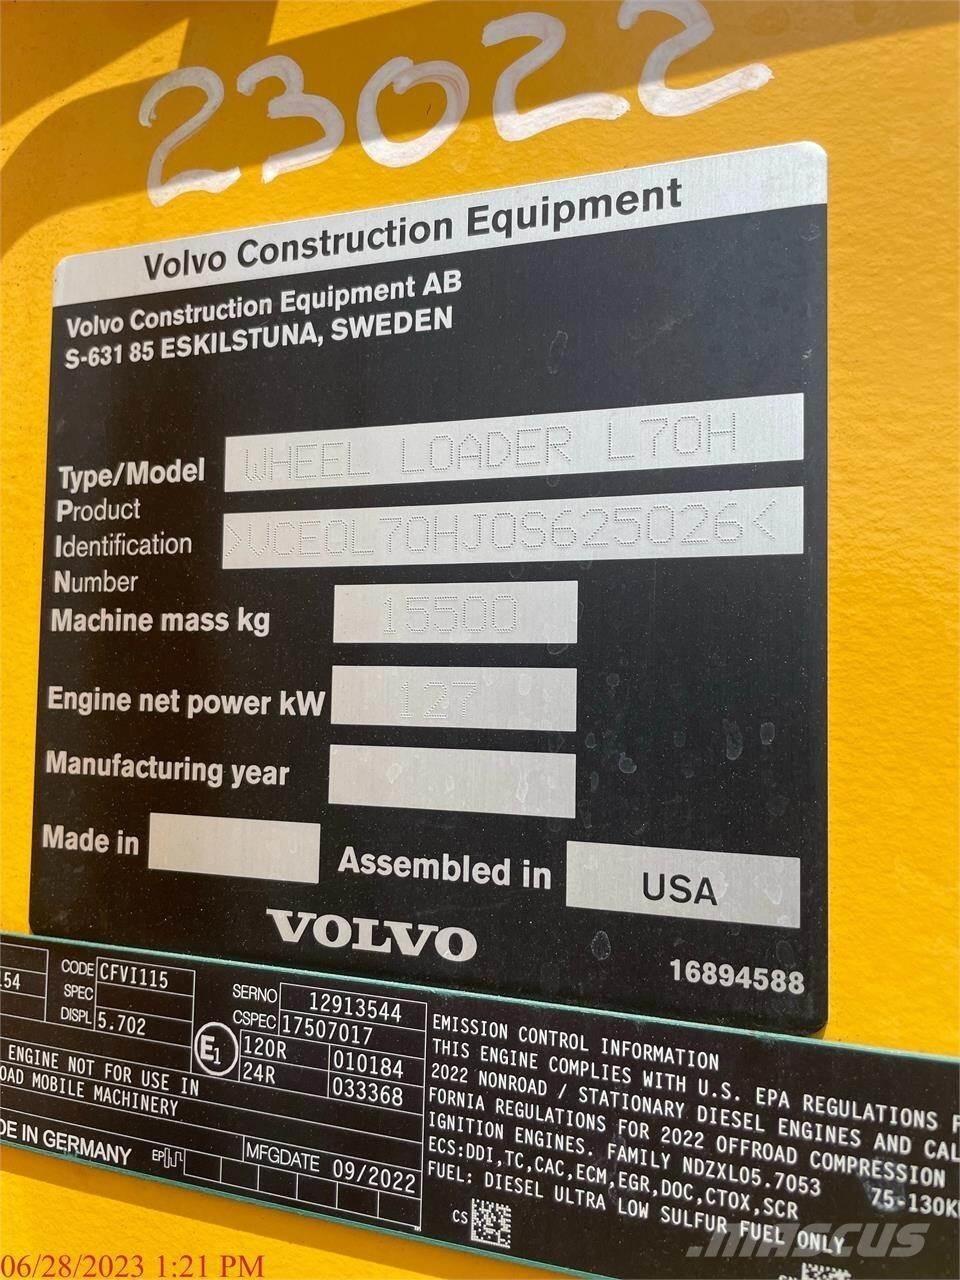 23022
Volvo Construction Equipment
Volvo Construction Equipment AB
S-631 85 ESKILSTUNA, SWEDEN
Type/Model WHEEL LOADER L70H
Product
Identification >VCE0L70HJ0S625026<
Number
Machine mass kg 15500
Engine net power kW 127
Manufacturing year
Made in
Assembled in USA
VOLVO
16894588
CODE CFVI115
SPEC
DISPL 5.702
SERNO 12913544
CSPEC 17507017
E1
120R 010184
24R 033368
ENGINE NOT FOR USE IN
OAD MOBILE MACHINERY
DE IN GERMANY
EP
MFGDATE 09/2022
EMISSION CONTROL INFORMATION
THIS ENGINE COMPLIES WITH U.S. EPA REGULATIONS F
2022 NONROAD / STATIONARY DIESEL ENGINES AND CAL
FORNIA REGULATIONS FOR 2022 OFFROAD COMPRESSION
IGNITION ENGINES. FAMILY NDZXL05.7053 75-130K
ECS:DDI,TC,CAC,ECM,EGR,DOC,CTOX,SCR
FUEL: DIESEL ULTRA LOW SULFUR FUEL ONLY
CS
MASCUS
06/28/2023 1:21 PM